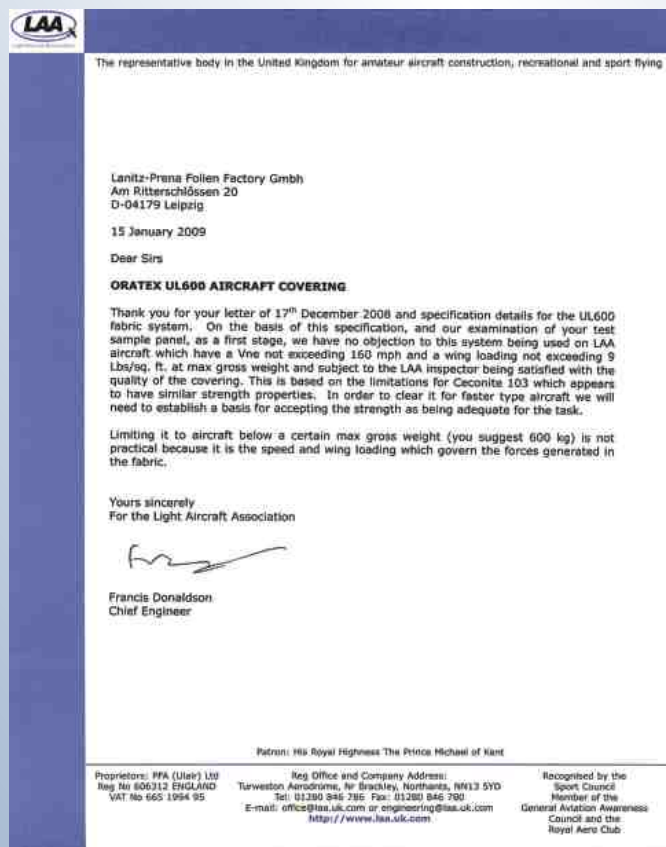 LAA
The representative body in the United Kingdom for amateur aircraft construction, recreational and sport flying
Lanitz-Prena Folien Factory Gmbh
Am Ritterschlössen 20
D-04179 Leipzig
15 January 2009
Dear Sirs
ORATEX UL600 AIRCRAFT COVERING
Thank you for your letter of 17th December 2008 and specification details for the UL600
fabric system. On the basis of this specification, and our examination of your test
sample panel, as a first stage, we have no objection to this system being used on LAA
aircraft which have a Vne not exceeding 160 mph and a wing loading not exceeding 9
Lbs/sq. ft. at max gross weight and subject to the LAA inspector being satisfied with the
quality of the covering. This is based on the limitations for Ceconite 103 which appears
to have similar strength properties. In order to clear it for faster type aircraft we will
need to establish a basis for accepting the strength as being adequate for the task.
Limiting it to aircraft below a certain max gross weight (you suggest 600 kg) is not
practical because it is the speed and wing loading which govern the forces generated in
the fabric.
Yours sincerely
For the Light Aircraft Association
Francis Donaldson
Chief Engineer
Patron: His Royal Highness The Prince Michael of Kent
Proprietors: PFA (Ulair) Ltd
Reg No 606312 ENGLAND
VAT No 665 1994 95
Reg Office and Company Address:
Turweston Aerodrome, Nr Brackley, Northants, NN13 5YD
Tel: 01280 846 786 Fax: 01280 846 780
E-mail: office@laa.uk.com or engineering@laa.uk.com
http://www.laa.uk.com
Recognised by the
Sport Council
Member of the
General Aviation Awareness
Council and the
Royal Aero Club